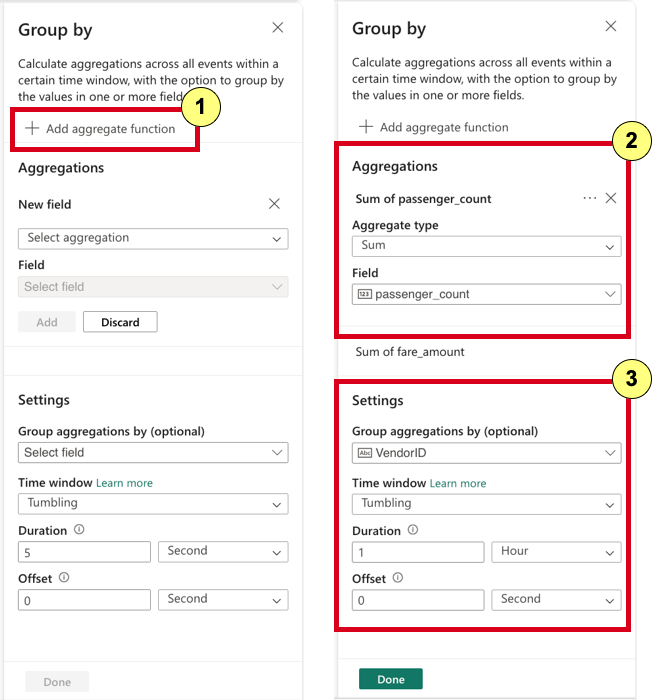 Group by
Calculate aggregations across all events within a
certain time window, with the option to group by
the values in one or more field
1
Add aggregate function
Aggregations
New field
Select aggregation
Field
Select field
Add
Discard
Settings
Group aggregations by (optional)
Select field
Time window Learn more
Tumbling
Duration
5
Second
Offset
0
Second
Done
Group by
Calculate aggregations across all events within a
certain time window, with the option to group by
the values in one or more fields.
Add aggregate function
2
Aggregations
Sum of passenger_count
Aggregate type
Sum
Field
123 passenger_count
Sum of fare_amount
3
Settings
Group aggregations by (optional)
Abc VendorID
Time window Learn more
Tumbling
Duration
1
Hour
Offset
0
Second
Done